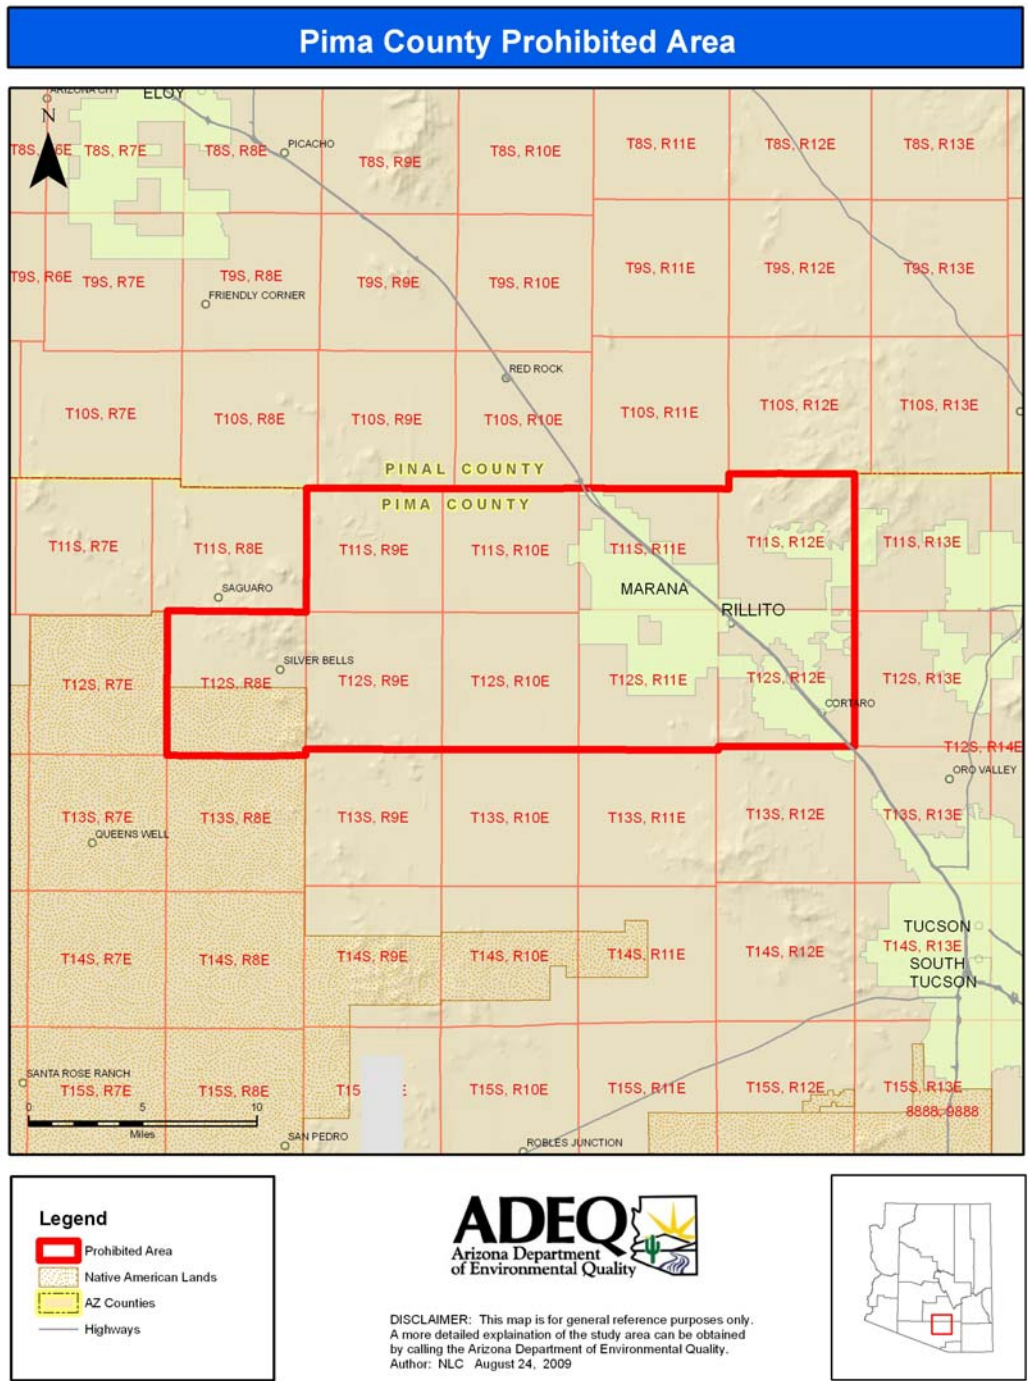 Pima County Prohibited Area
ARIZONA CITY
ELOY
N
T8S, R6E
T8S, R7E
T8S, R8E
PICACHO
T8S, R9E
T8S, R10E
T8S, R11E
T8S, R12E
T8S, R13E
T9S, R6E
T9S, R7E
T9S, R8E
FRIENDLY CORNER
T9S, R9E
T9S, R10E
T9S, R11E
T9S, R12E
T9S, R13E
RED ROCK
T10S, R7E
T10S, R8E
T10S, R9E
T10S, R10E
T10S, R11E
T10S, R12E
T10S, R13E
PINAL COUNTY
PIMA COUNTY
T11S, R7E
T11S, R8E
T11S, R9E
T11S, R10E
T11S, R11E
T11S, R12E
T11S, R13E
SAGUARO
MARANA
RILLITO
SILVER BELLS
T12S, R7E
T12S, R8E
T12S, R9E
T12S, R10E
T12S, R11E
T12S, R12E
T12S, R13E
CORTARO
T12S, R14E
ORO VALLEY
T13S, R7E
T13S, R8E
T13S, R9E
T13S, R10E
T13S, R11E
T13S, R12E
T13S, R13E
QUEENS WELL
TUCSON
T14S, R7E
T14S, R8E
T14S, R9E
T14S, R10E
T14S, R11E
T14S, R12E
T14S, R13E
SOUTH
TUCSON
SANTA ROSE RANCH
T15S, R7E
T15S, R8E
T15 E
T15S, R10E
T15S, R11E
T15S, R12E
T15S, R13E
8888, 9888
0 5 10
Miles
SAN PEDRO
ROBLES JUNCTION
Legend
Prohibited Area
Native American Lands
AZ Counties
Highways
ADEQ
Arizona Department
of Environmental Quality
DISCLAIMER: This map is for general reference purposes only.
A more detailed explaination of the study area can be obtained
by calling the Arizona Department of Environmental Quality.
Author: NLC August 24, 2009